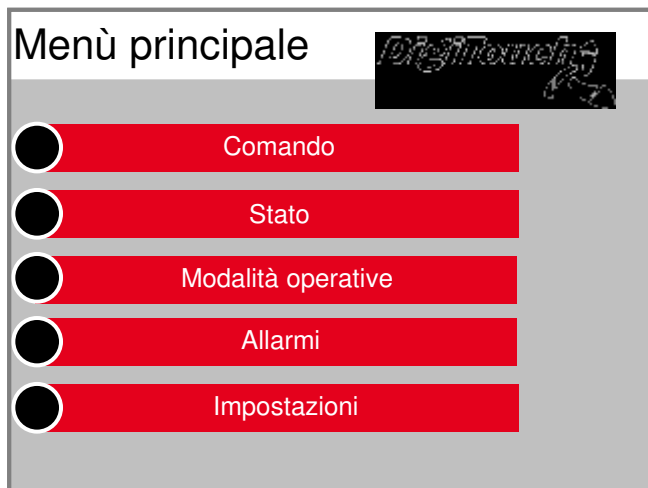 Menù principale
DigiTouch
Comando
Stato
Modalità operative
Allarmi
Impostazioni